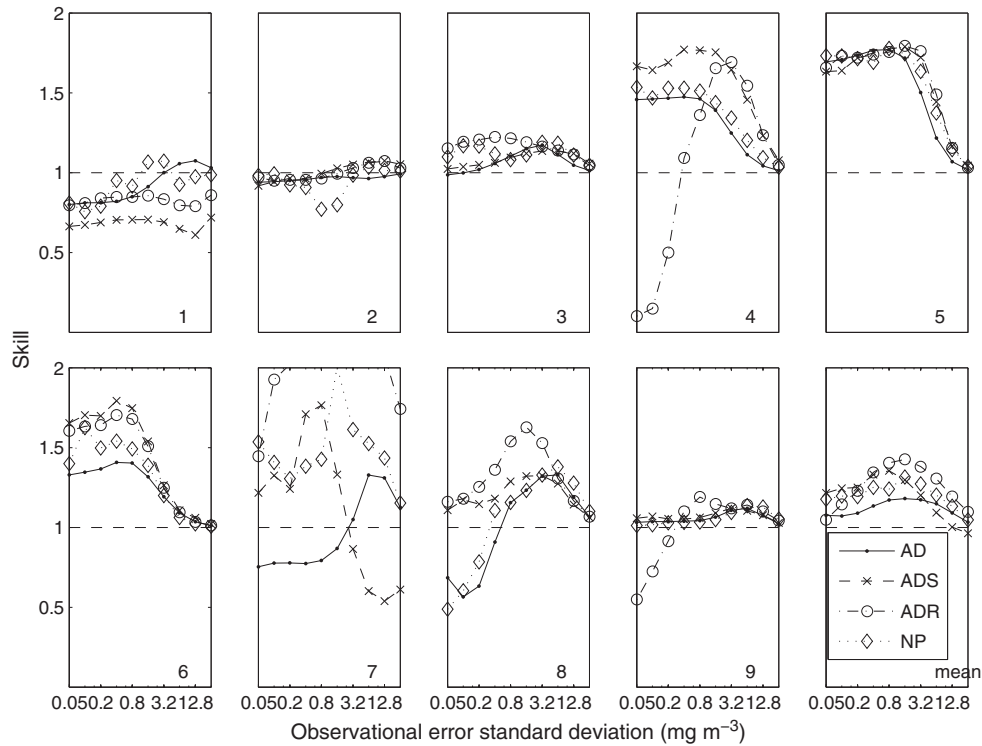 2
1.5
1
0.5
1
2
3
4
5
Skill
2
1.5
1
0.5
6
7
8
9
mean
AD
ADS
ADR
NP
0.050.2 0.8 3.212.8 0.050.2 0.8 3.212.8 0.050.2 0.8 3.212.8 0.050.2 0.8 3.212.8 0.050.2 0.8 3.212.8
Observational error standard deviation (mg m⁻³)